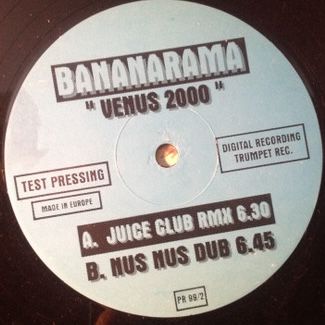 BANANARAMA
" VENUS 2000 "
TEST PRESSING
MADE IN EUROPE
DIGITAL RECORDING
TRUMPET REC.
A. JUICE CLUB RMX 6.30
B. NUS NUS DUB 6.45
PR 99/2